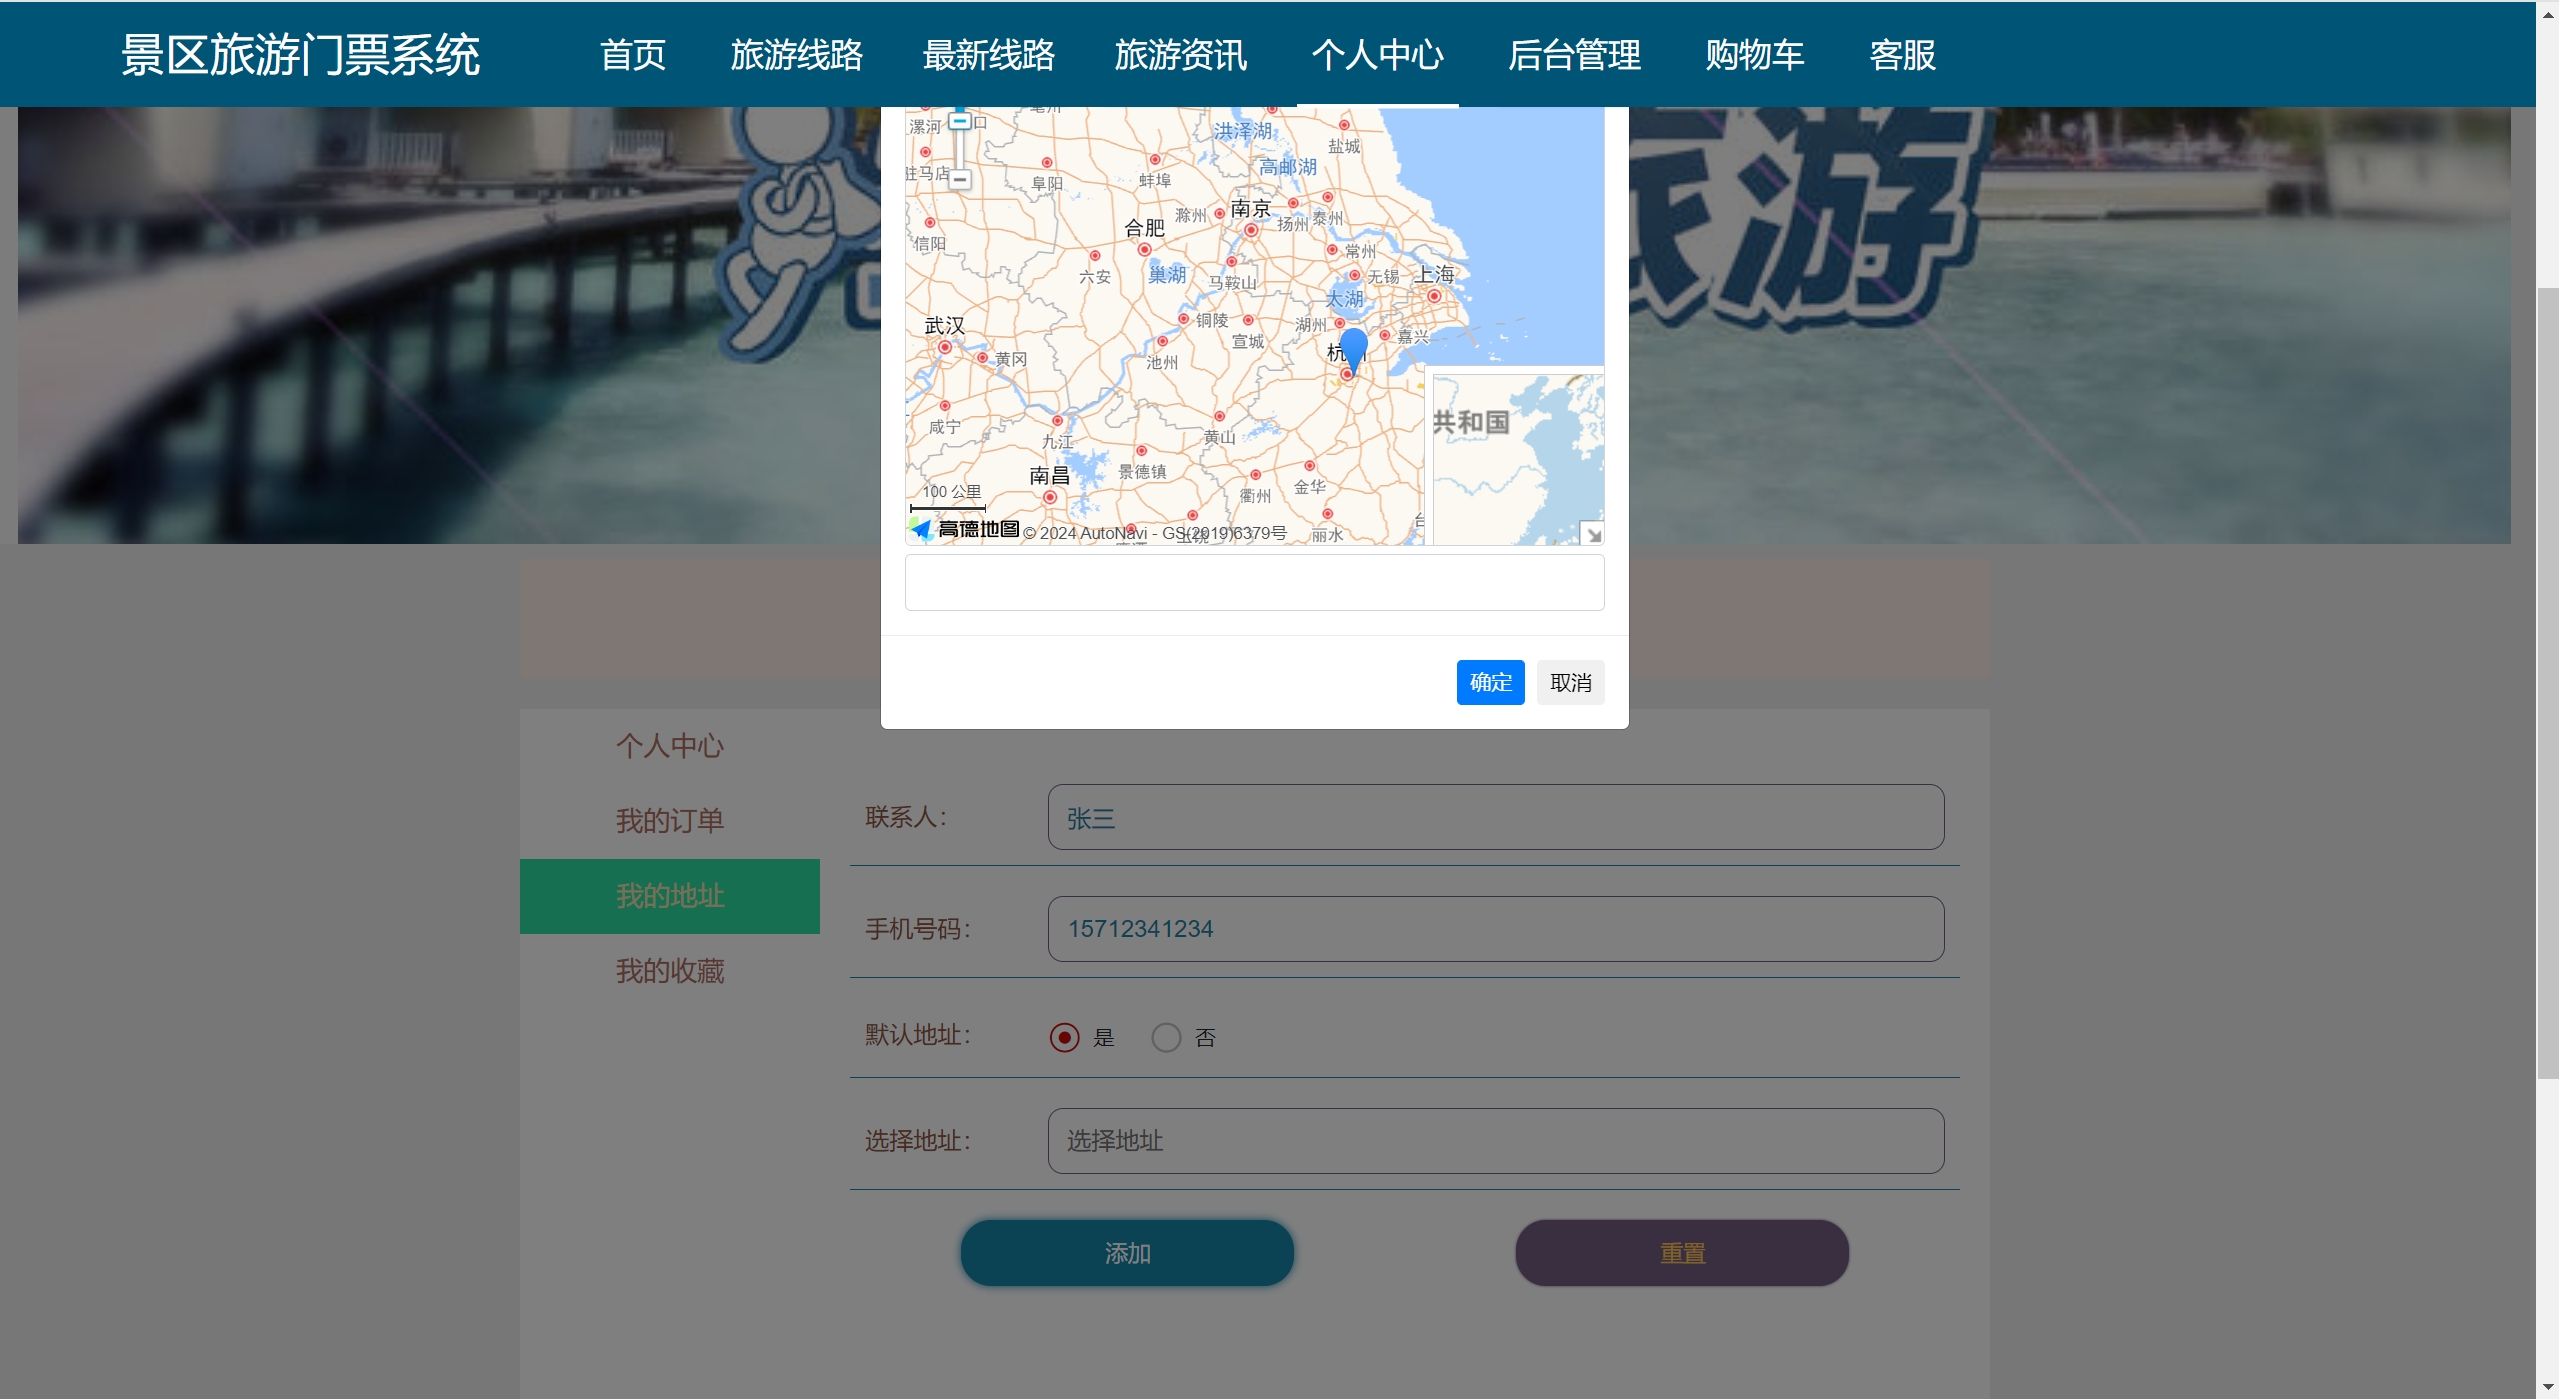 景区旅游门票系统 首页 旅游线路 最新线路 旅游资讯 个人中心 后台管理 购物车 客服
漯河 口
洪泽湖
盐城
高邮湖
驻马店
阜阳 蚌埠
滁州 南京 扬州 泰州
合肥
信阳
常州
六安 巢湖 马鞍山 无锡 上海
太湖
武汉 铜陵 湖州
宣城 嘉兴
黄冈 池州 杭
旅游
共和国
咸宁 九江 黄山
南昌 景德镇
100 公里 衢州 金华
高德地图 © 2024 AutoNavi - GS(2019)6379号 丽水
确定 取消
个人中心
我的订单
我的地址
我的收藏
联系人：
张三
手机号码：
15712341234
默认地址：
是 否
选择地址：
选择地址
添加 重置